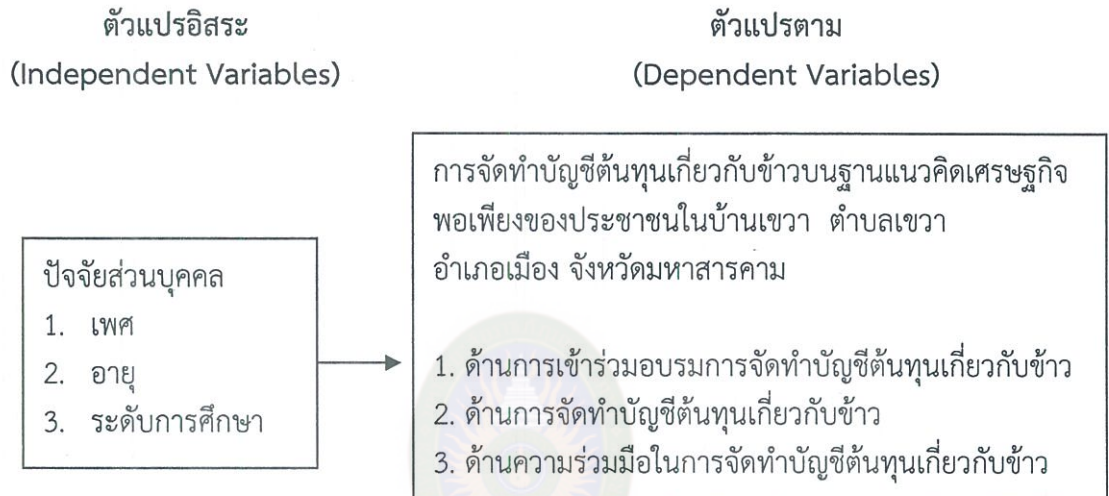 ตัวแปรอิสระ
(Independent Variables)
ตัวแปรตาม
(Dependent Variables)
ปัจจัยส่วนบุคคล
1. เพศ
2. อายุ
3. ระดับการศึกษา
การจัดทำบัญชีต้นทุนเกี่ยวกับข้าวบนฐานแนวคิดเศรษฐกิจ
พอเพียงของประชาชนในบ้านเขวา ตำบลเขวา
อำเภอเมือง จังหวัดมหาสารคาม
1. ด้านการเข้าร่วมอบรมการจัดทำบัญชีต้นทุนเกี่ยวกับข้าว
2. ด้านการจัดทำบัญชีต้นทุนเกี่ยวกับข้าว
3. ด้านความร่วมมือในการจัดทำบัญชีต้นทุนเกี่ยวกับข้าว